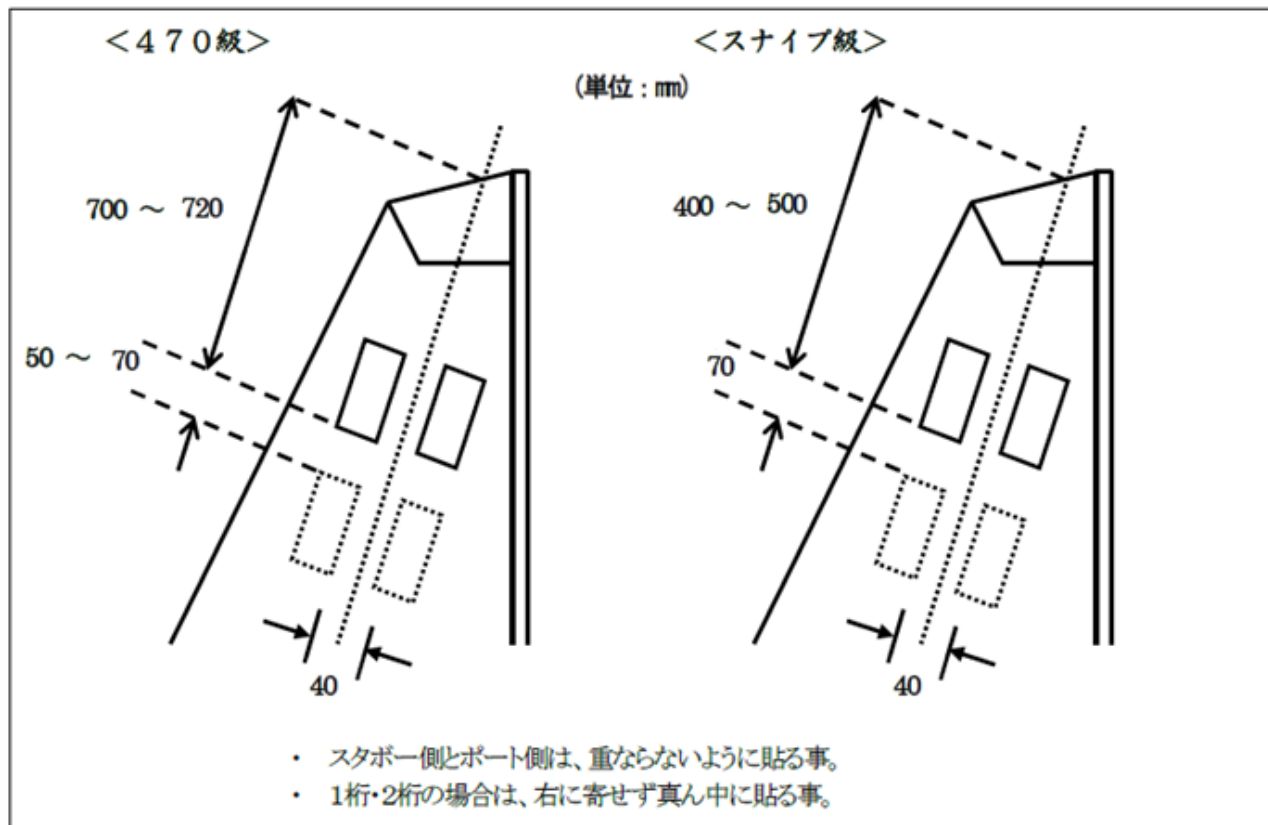 ＜４７０級＞
＜スナイプ級＞
(単位：㎜)
700 ～ 720
400 ～ 500
50 ～ 70
70
40
40
・ スタボー側とポート側は、重ならないように貼る事。
・ 1桁・2桁の場合は、右に寄せず真ん中に貼る事。